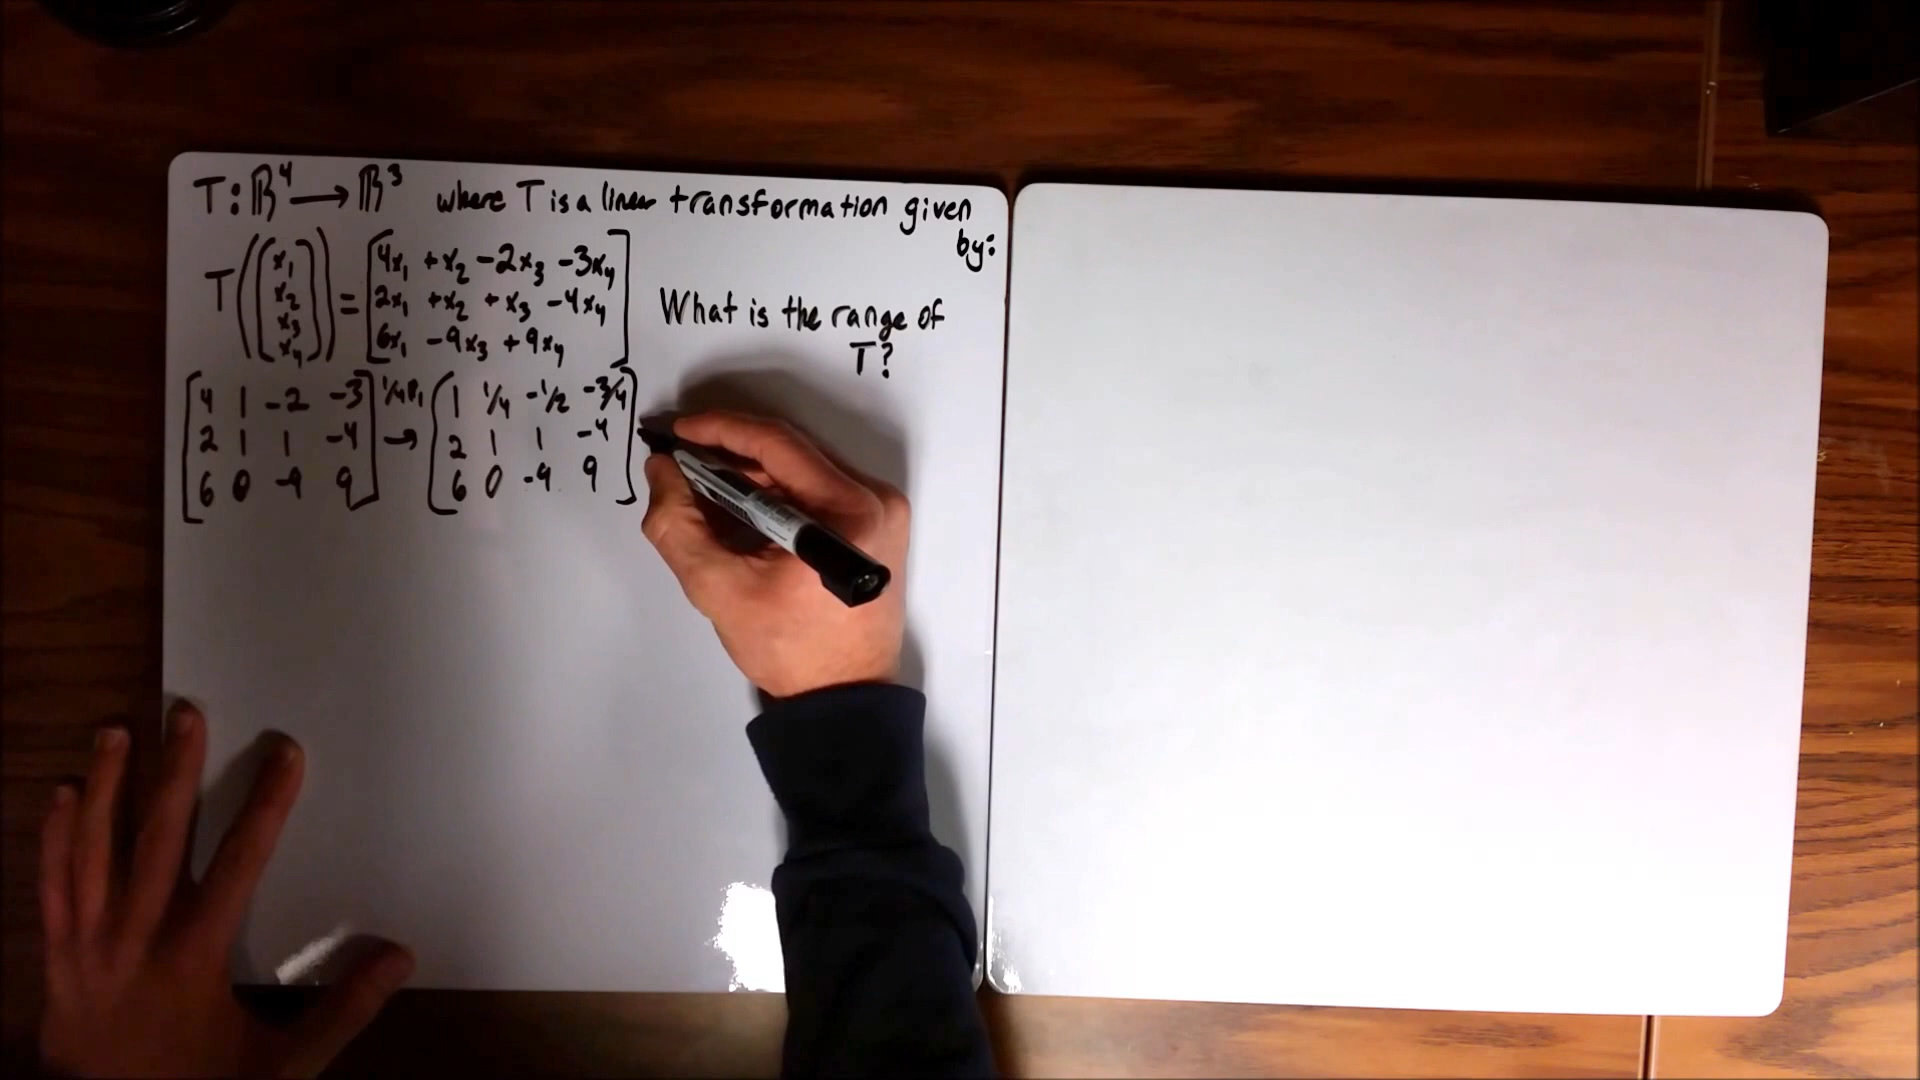 T: ℝ⁴ → ℝ³ where T is a linear transformation given by:
T([x₁ x₂ x₃ x₄]) = [4x₁ + x₂ - 2x₃ - 3x₄
2x₁ + x₂ + x₃ - 4x₄
6x₁ - 9x₃ + 9x₄]
What is the range of T?
[4 1 -2 -3] 1/4R₁ [1 1/4 -1/2 -3/4]
[2 1 1 -4] → [2 1 1 -4]
[6 0 -9 9] [6 0 -9 9]